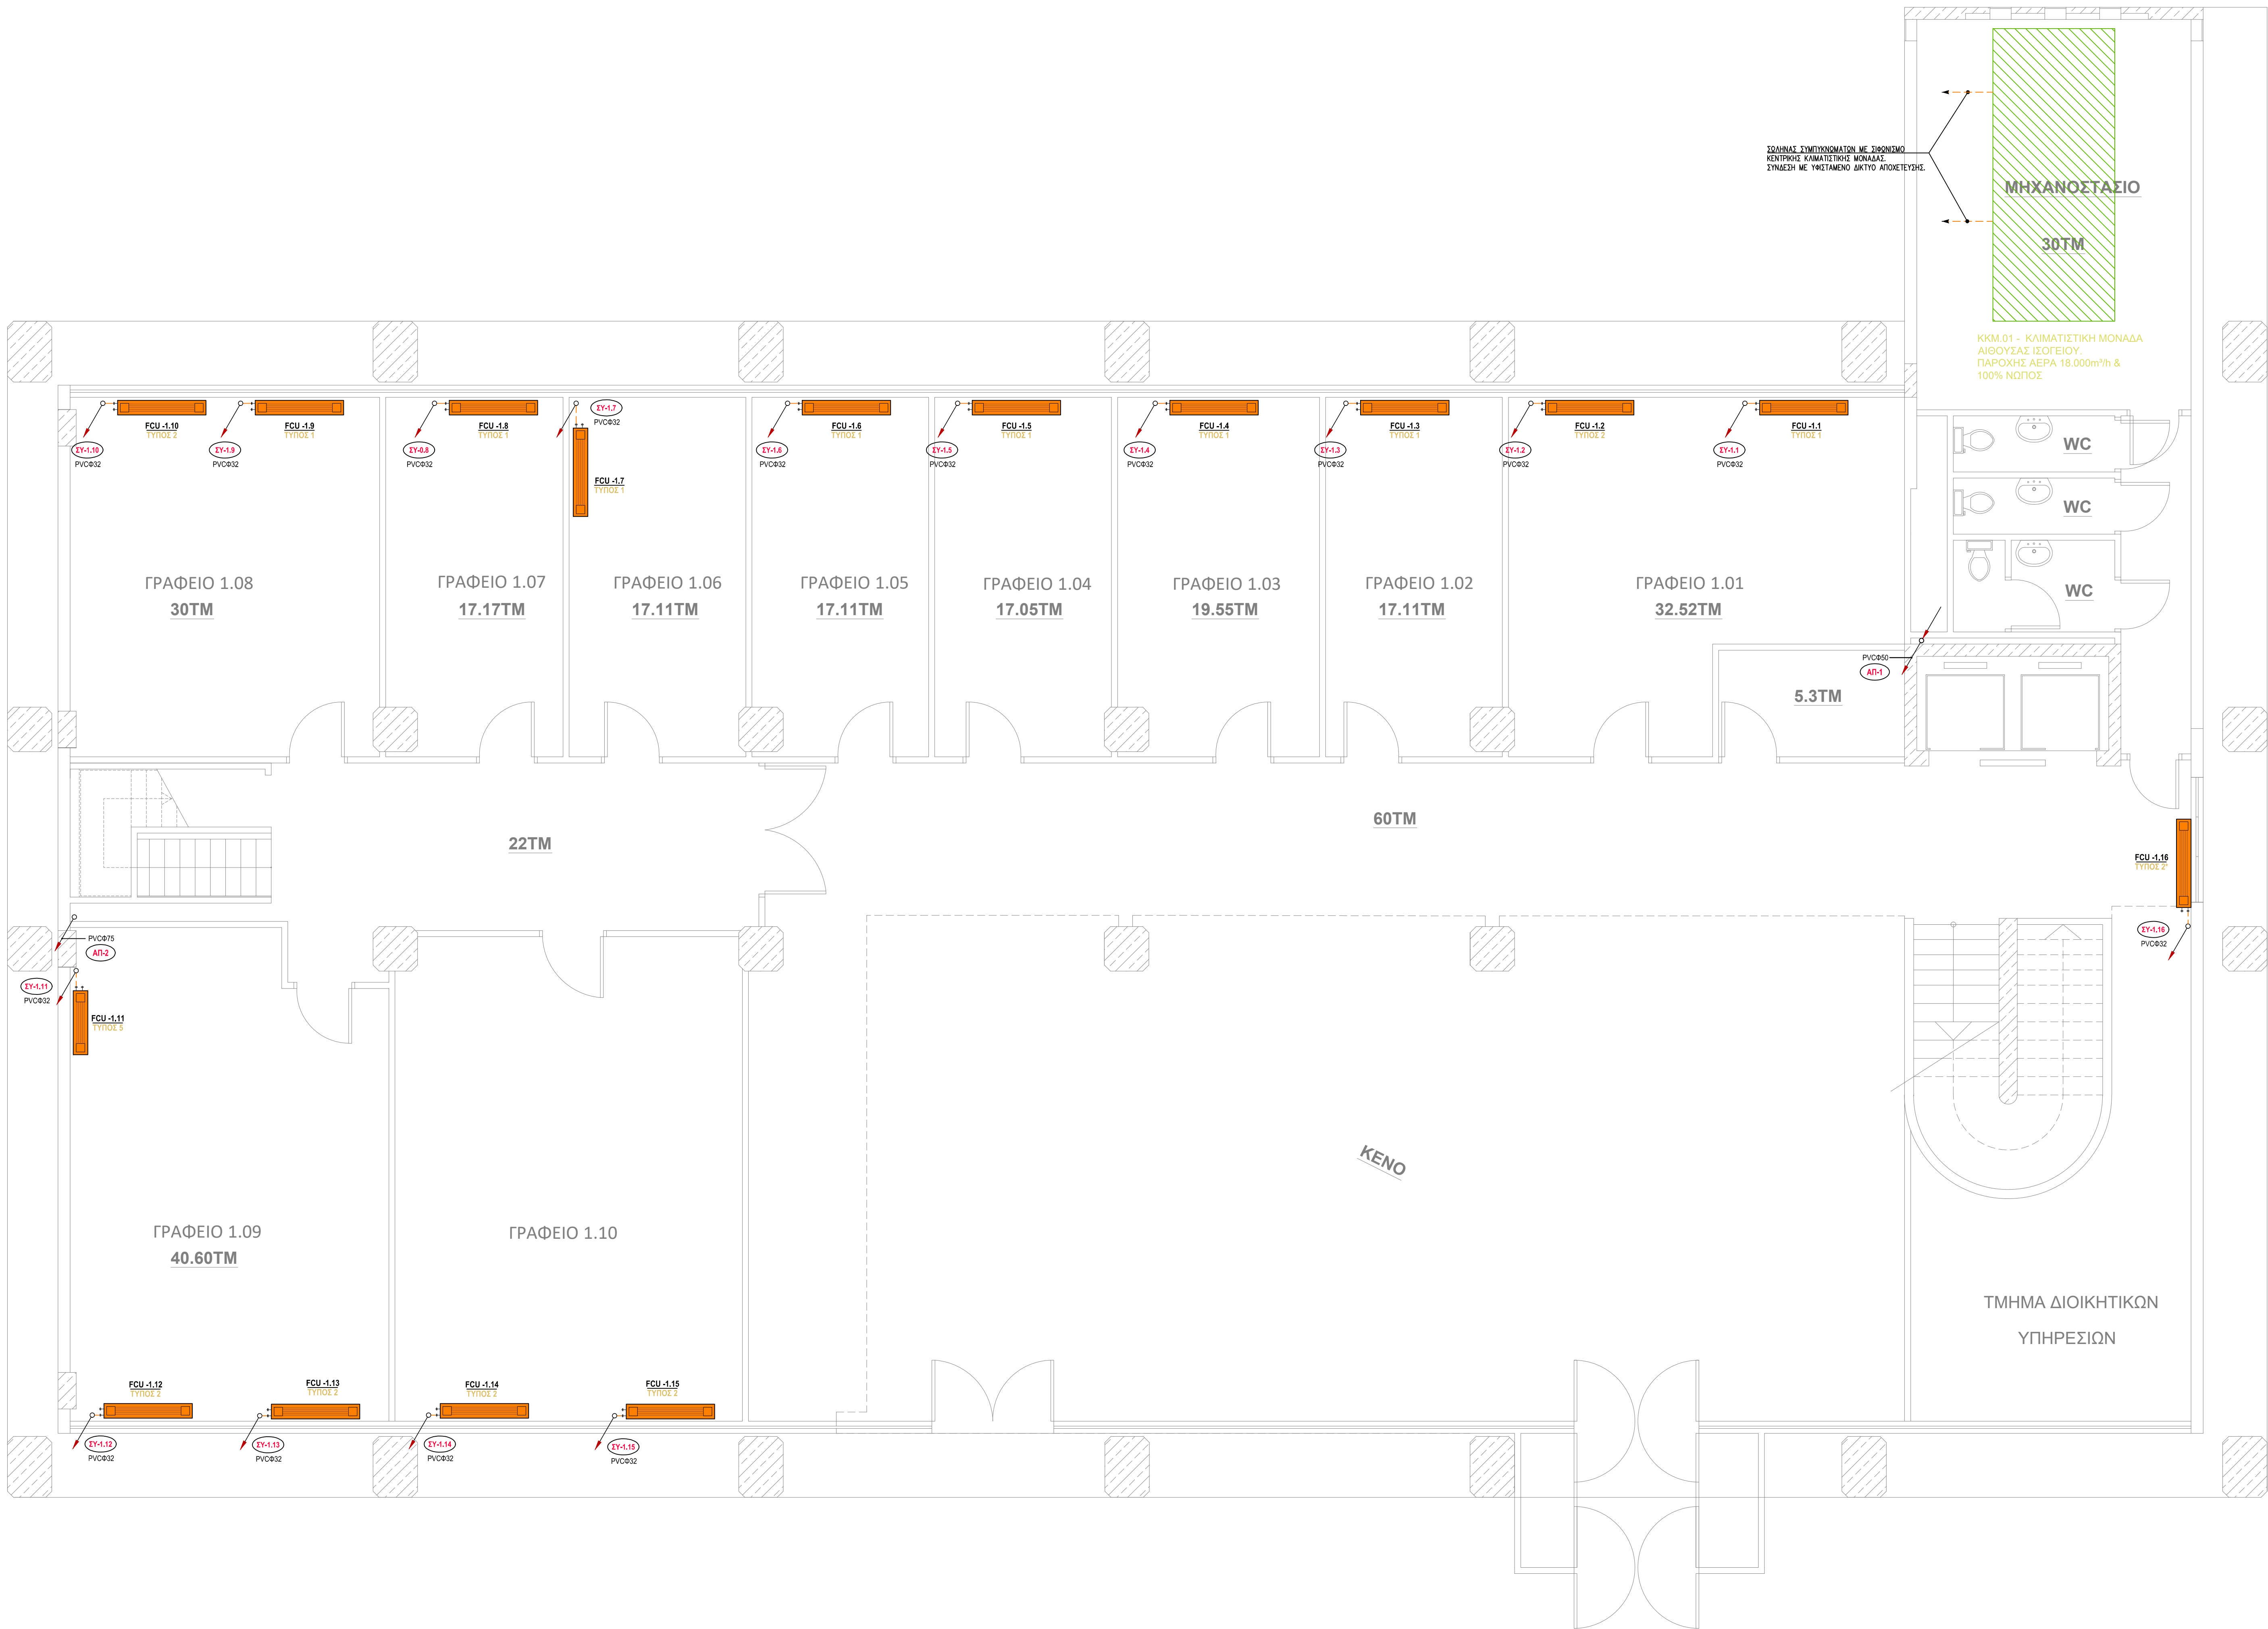 ΣΩΛΗΝΑΣ ΣΥΜΠΥΚΝΩΜΑΤΩΝ ΜΕ ΣΙΦΩΝΙΣΜΟ
ΚΕΝΤΡΙΚΗΣ ΚΛΙΜΑΤΙΣΤΙΚΗΣ ΜΟΝΑΔΑΣ.
ΣΥΝΔΕΣΗ ΜΕ ΥΦΙΣΤΑΜΕΝΟ ΔΙΚΤΥΟ ΑΠΟΧΕΤΕΥΣΗΣ.
ΜΗΧΑΝΟΣΤΑΣΙΟ
30ΤΜ
ΚΚΜ.01 - ΚΛΙΜΑΤΙΣΤΙΚΗ ΜΟΝΑΔΑ
ΑΙΘΟΥΣΑΣ ΙΣΟΓΕΙΟΥ.
ΠΑΡΟΧΗΣ ΑΕΡΑ 18.000m³/h &
100% ΝΩΠΟΣ
FCU -1.10
ΤΥΠΟΣ 2
ΣΥ-1.10
PVCΦ32
FCU -1.9
ΤΥΠΟΣ 1
ΣΥ-1.9
PVCΦ32
FCU -1.8
ΤΥΠΟΣ 1
ΣΥ-0.8
PVCΦ32
ΣΥ-1.7
PVCΦ32
FCU -1.7
ΤΥΠΟΣ 1
FCU -1.6
ΤΥΠΟΣ 1
ΣΥ-1.6
PVCΦ32
FCU -1.5
ΤΥΠΟΣ 1
ΣΥ-1.5
PVCΦ32
FCU -1.4
ΤΥΠΟΣ 1
ΣΥ-1.4
PVCΦ32
FCU -1.3
ΤΥΠΟΣ 1
ΣΥ-1.3
PVCΦ32
FCU -1.2
ΤΥΠΟΣ 2
ΣΥ-1.2
PVCΦ32
FCU -1.1
ΤΥΠΟΣ 1
ΣΥ-1.1
PVCΦ32
WC
WC
WC
ΓΡΑΦΕΙΟ 1.08
30ΤΜ
ΓΡΑΦΕΙΟ 1.07
17.17ΤΜ
ΓΡΑΦΕΙΟ 1.06
17.11ΤΜ
ΓΡΑΦΕΙΟ 1.05
17.11ΤΜ
ΓΡΑΦΕΙΟ 1.04
17.05ΤΜ
ΓΡΑΦΕΙΟ 1.03
19.55ΤΜ
ΓΡΑΦΕΙΟ 1.02
17.11ΤΜ
ΓΡΑΦΕΙΟ 1.01
32.52ΤΜ
PVCΦ50
ΑΠ-1
5.3ΤΜ
22ΤΜ
60ΤΜ
FCU -1.16
ΤΥΠΟΣ 2*
ΣΥ-1.16
PVCΦ32
PVCΦ75
ΑΠ-2
ΣΥ-1.11
PVCΦ32
FCU -1.11
ΤΥΠΟΣ 5
ΚΕΝΟ
ΓΡΑΦΕΙΟ 1.09
40.60ΤΜ
ΓΡΑΦΕΙΟ 1.10
ΤΜΗΜΑ ΔΙΟΙΚΗΤΙΚΩΝ
ΥΠΗΡΕΣΙΩΝ
FCU -1.12
ΤΥΠΟΣ 2
ΣΥ-1.12
PVCΦ32
FCU -1.13
ΤΥΠΟΣ 2
ΣΥ-1.13
PVCΦ32
FCU -1.14
ΤΥΠΟΣ 2
ΣΥ-1.14
PVCΦ32
FCU -1.15
ΤΥΠΟΣ 2
ΣΥ-1.15
PVCΦ32